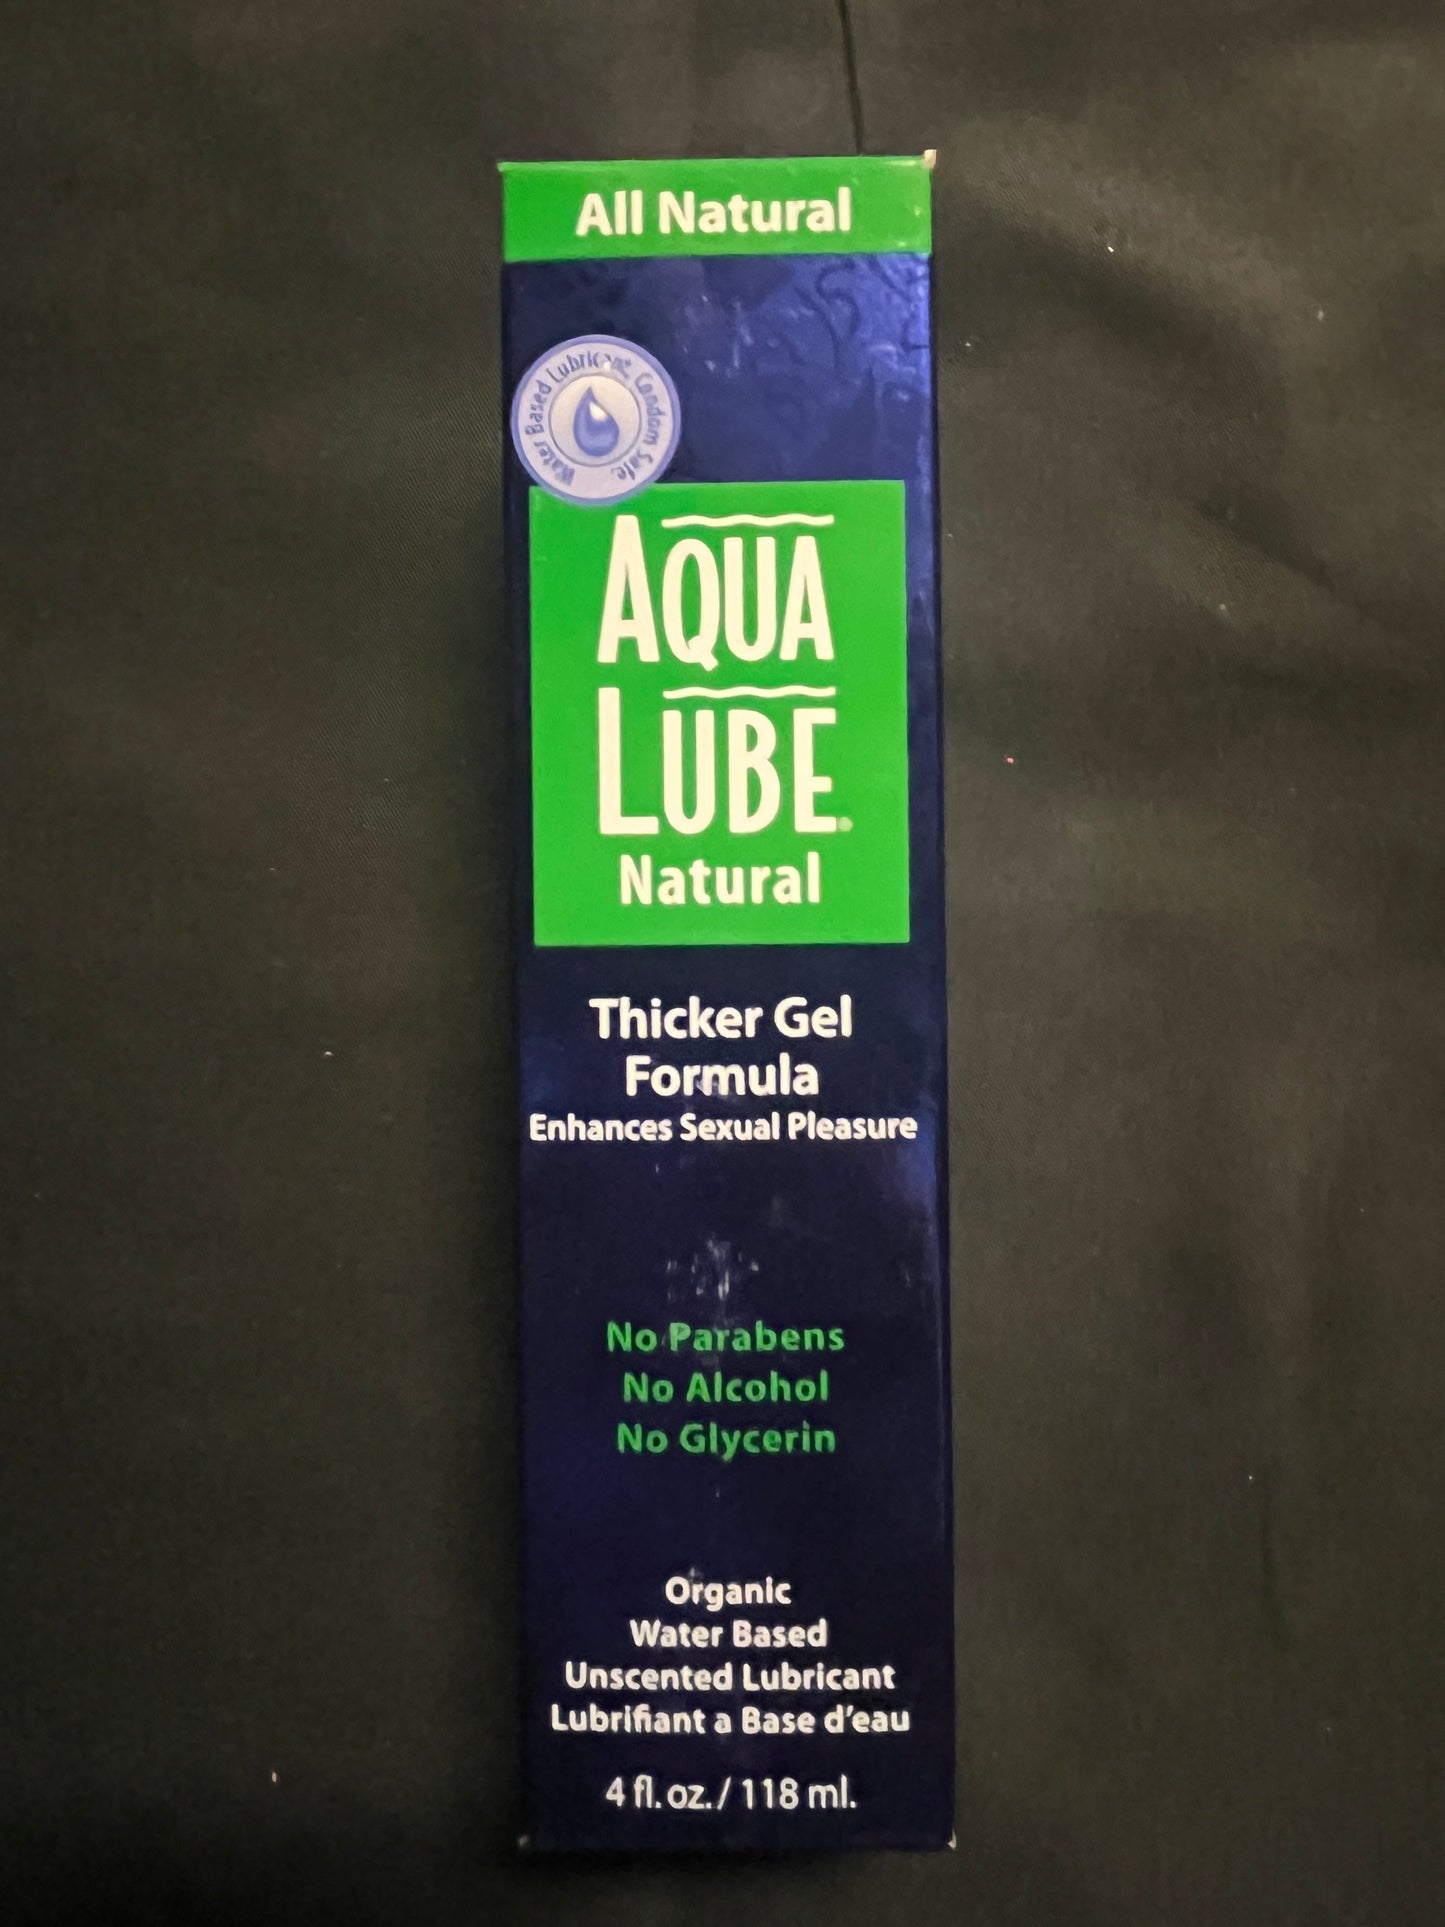 All Natural
Water Based Lubricant, Condom Safe.
AQUA
LUBE®
Natural
Thicker Gel
Formula
Enhances Sexual Pleasure
No Parabens
No Alcohol
No Glycerin
Organic
Water Based
Unscented Lubricant
Lubrifiant a Base d’eau
4 fl. oz. / 118 ml.